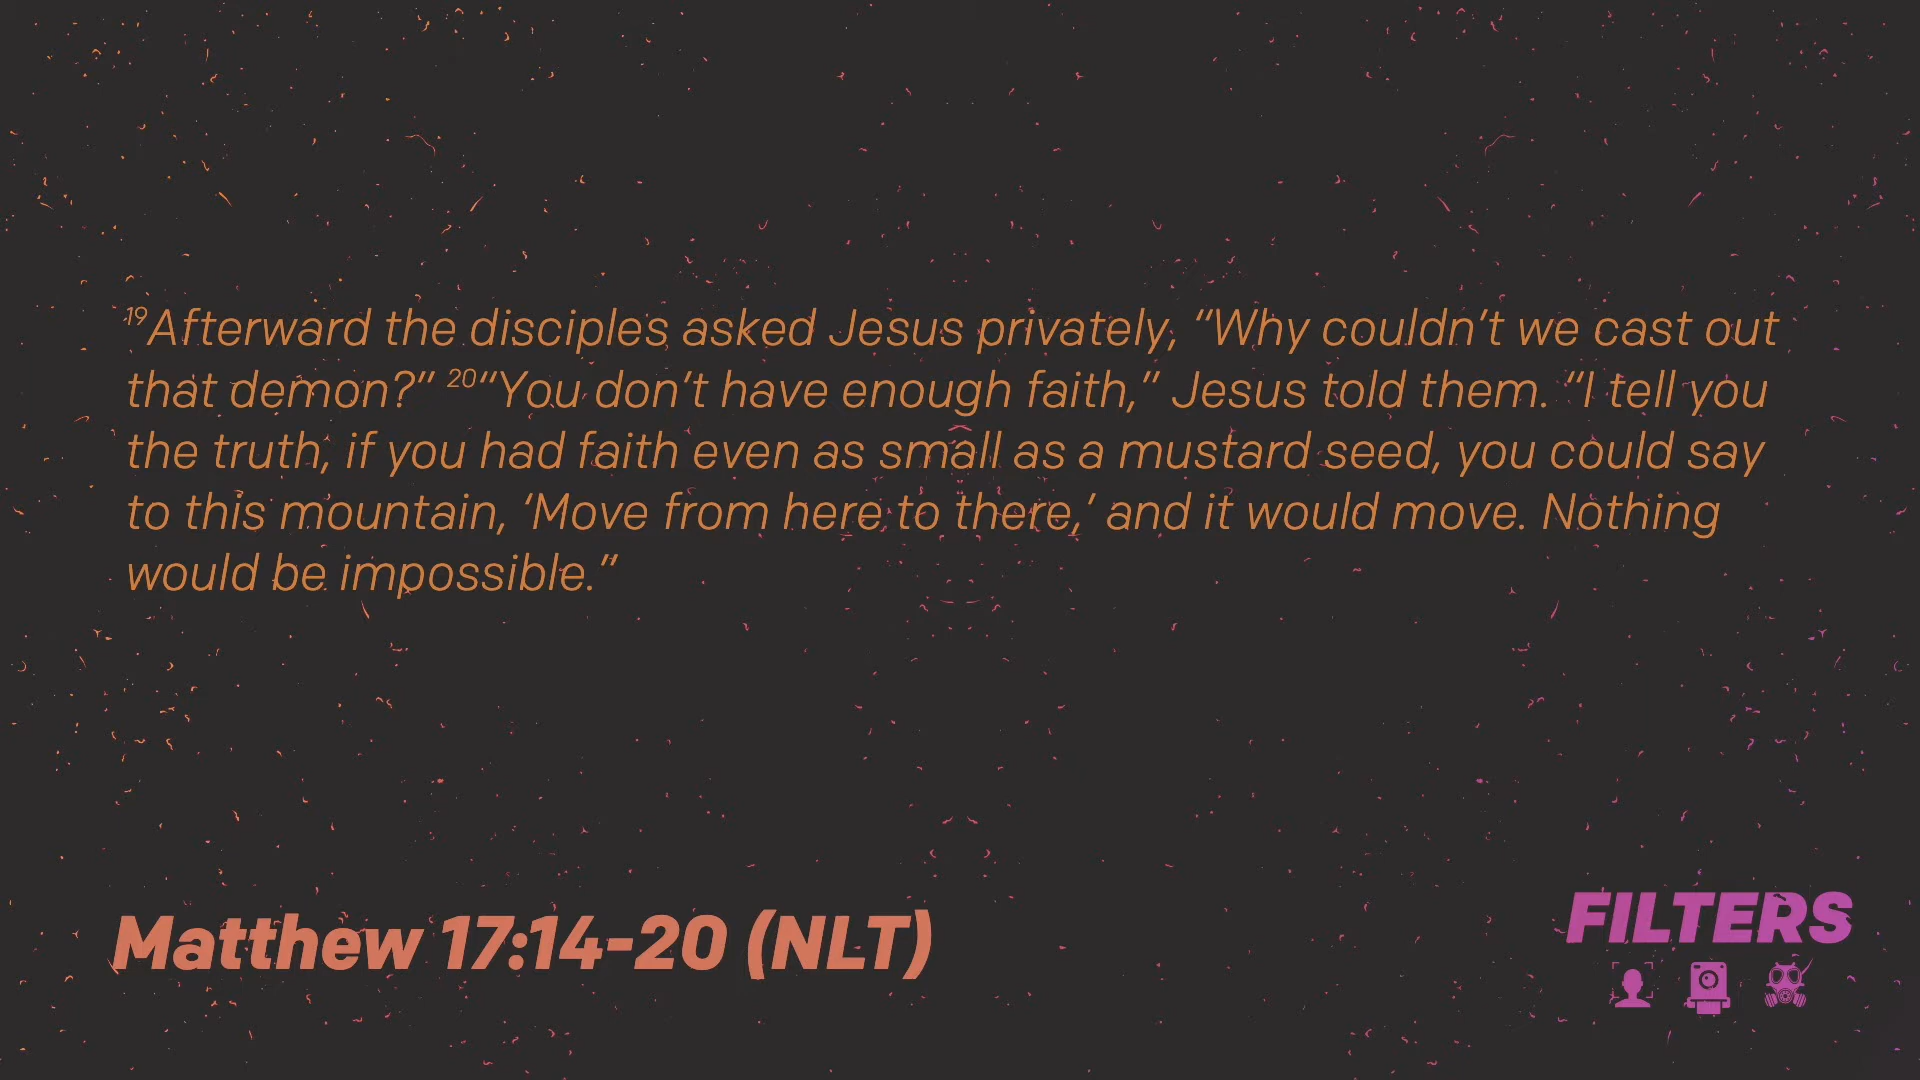 19Afterward the disciples asked Jesus privately, “Why couldn’t we cast out
that demon?” 20“You don’t have enough faith,” Jesus told them. “I tell you
the truth, if you had faith even as small as a mustard seed, you could say
to this mountain, ‘Move from here to there,’ and it would move. Nothing
would be impossible.”
Matthew 17:14-20 (NLT)
FILTERS